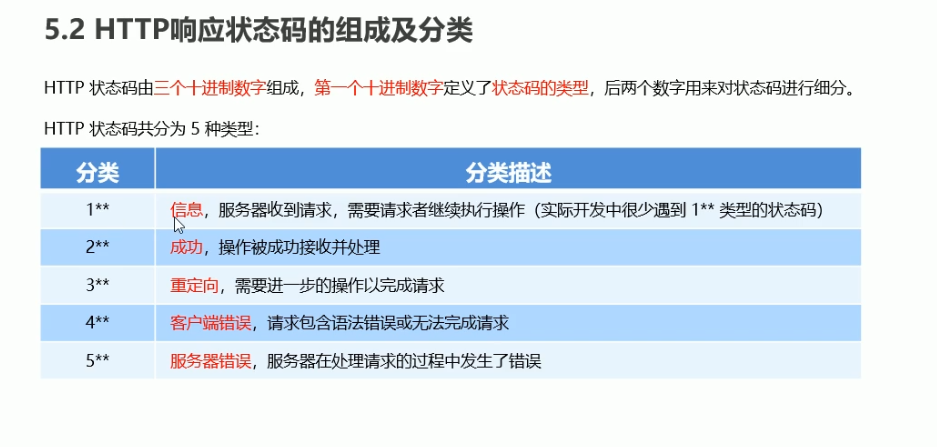 5.2 HTTP响应状态码的组成及分类
HTTP 状态码由三个十进制数字组成，第一个十进制数字定义了状态码的类型，后两个数字用来对状态码进行细分。
HTTP 状态码共分为 5 种类型：
分类 分类描述
1** 信息，服务器收到请求，需要请求者继续执行操作（实际开发中很少遇到 1** 类型的状态码）
2** 成功，操作被成功接收并处理
3** 重定向，需要进一步的操作以完成请求
4** 客户端错误，请求包含语法错误或无法完成请求
5** 服务器错误，服务器在处理请求的过程中发生了错误